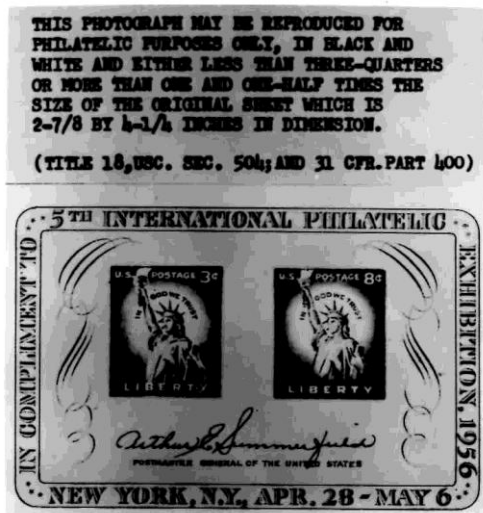 THIS PHOTOGRAPH MAY BE REPRODUCED FOR
PHILATELIC PURPOSES ONLY, IN BLACK AND
WHITE AND EITHER LESS THAN THREE-QUARTERS
OR MORE THAN ONE AND ONE-HALF TIMES THE
SIZE OF THE ORIGINAL SHEET WHICH IS
2-7/8 BY 4-1/4 INCHES IN DIMENSION.
(TITLE 18,USC. SEC. 504;AND 31 CFR.PART 400)
IN COMPLIMENT TO
5TH INTERNATIONAL PHILATELIC
EXHIBITION, 1956
U.S. POSTAGE 3¢
IN GOD WE TRUST
LIBERTY
U.S. POSTAGE 8¢
IN GOD WE TRUST
LIBERTY
Arthur E. Summerfield
POSTMASTER GENERAL OF THE UNITED STATES
NEW YORK, N.Y., APR. 28-MAY 6